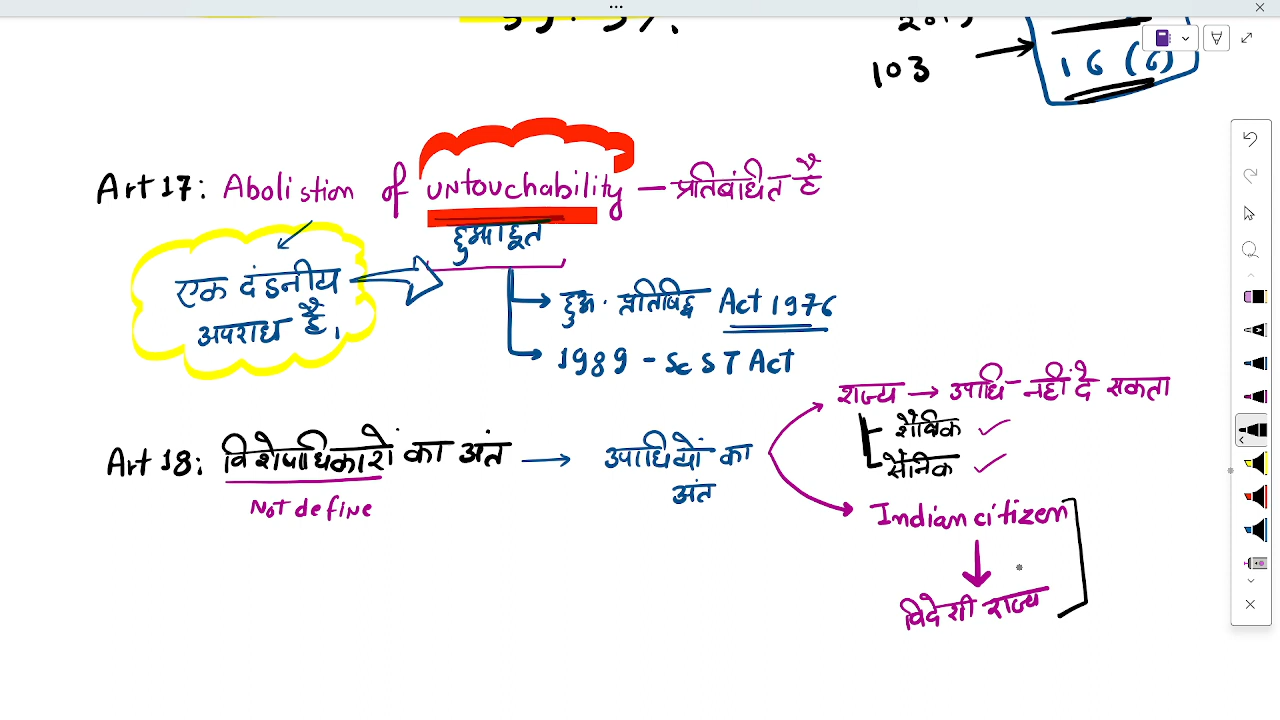 103 → 16 (6)
Art 17: Abolistion of untouchability — प्रतिबंधित है
छुआछूत
एक दंडनीय
अपराध है।
छुआ. प्रतिषिद्ध Act 1976
1989 - SC ST Act
Art 18: विशेषाधिकारों का अंत → उपाधियों का
अंत
Not define
राज्य → उपाधि नहीं दे सकता
शैक्षिक ✓
सैनिक ✓
Indian citizen
विदेशी राज्य